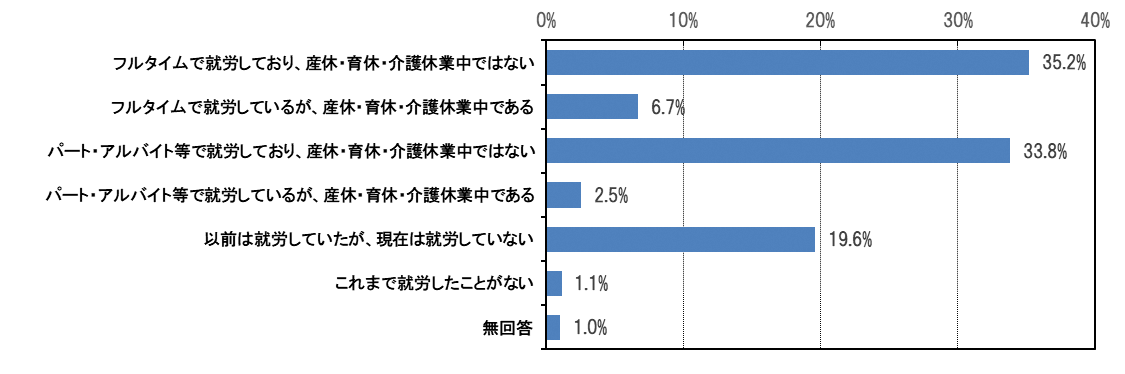 0% 10% 20% 30% 40%
フルタイムで就労しており、産休・育休・介護休業中ではない 35.2%
フルタイムで就労しているが、産休・育休・介護休業中である 6.7%
パート・アルバイト等で就労しており、産休・育休・介護休業中ではない 33.8%
パート・アルバイト等で就労しているが、産休・育休・介護休業中である 2.5%
以前は就労していたが、現在は就労していない 19.6%
これまで就労したことがない 1.1%
無回答 1.0%